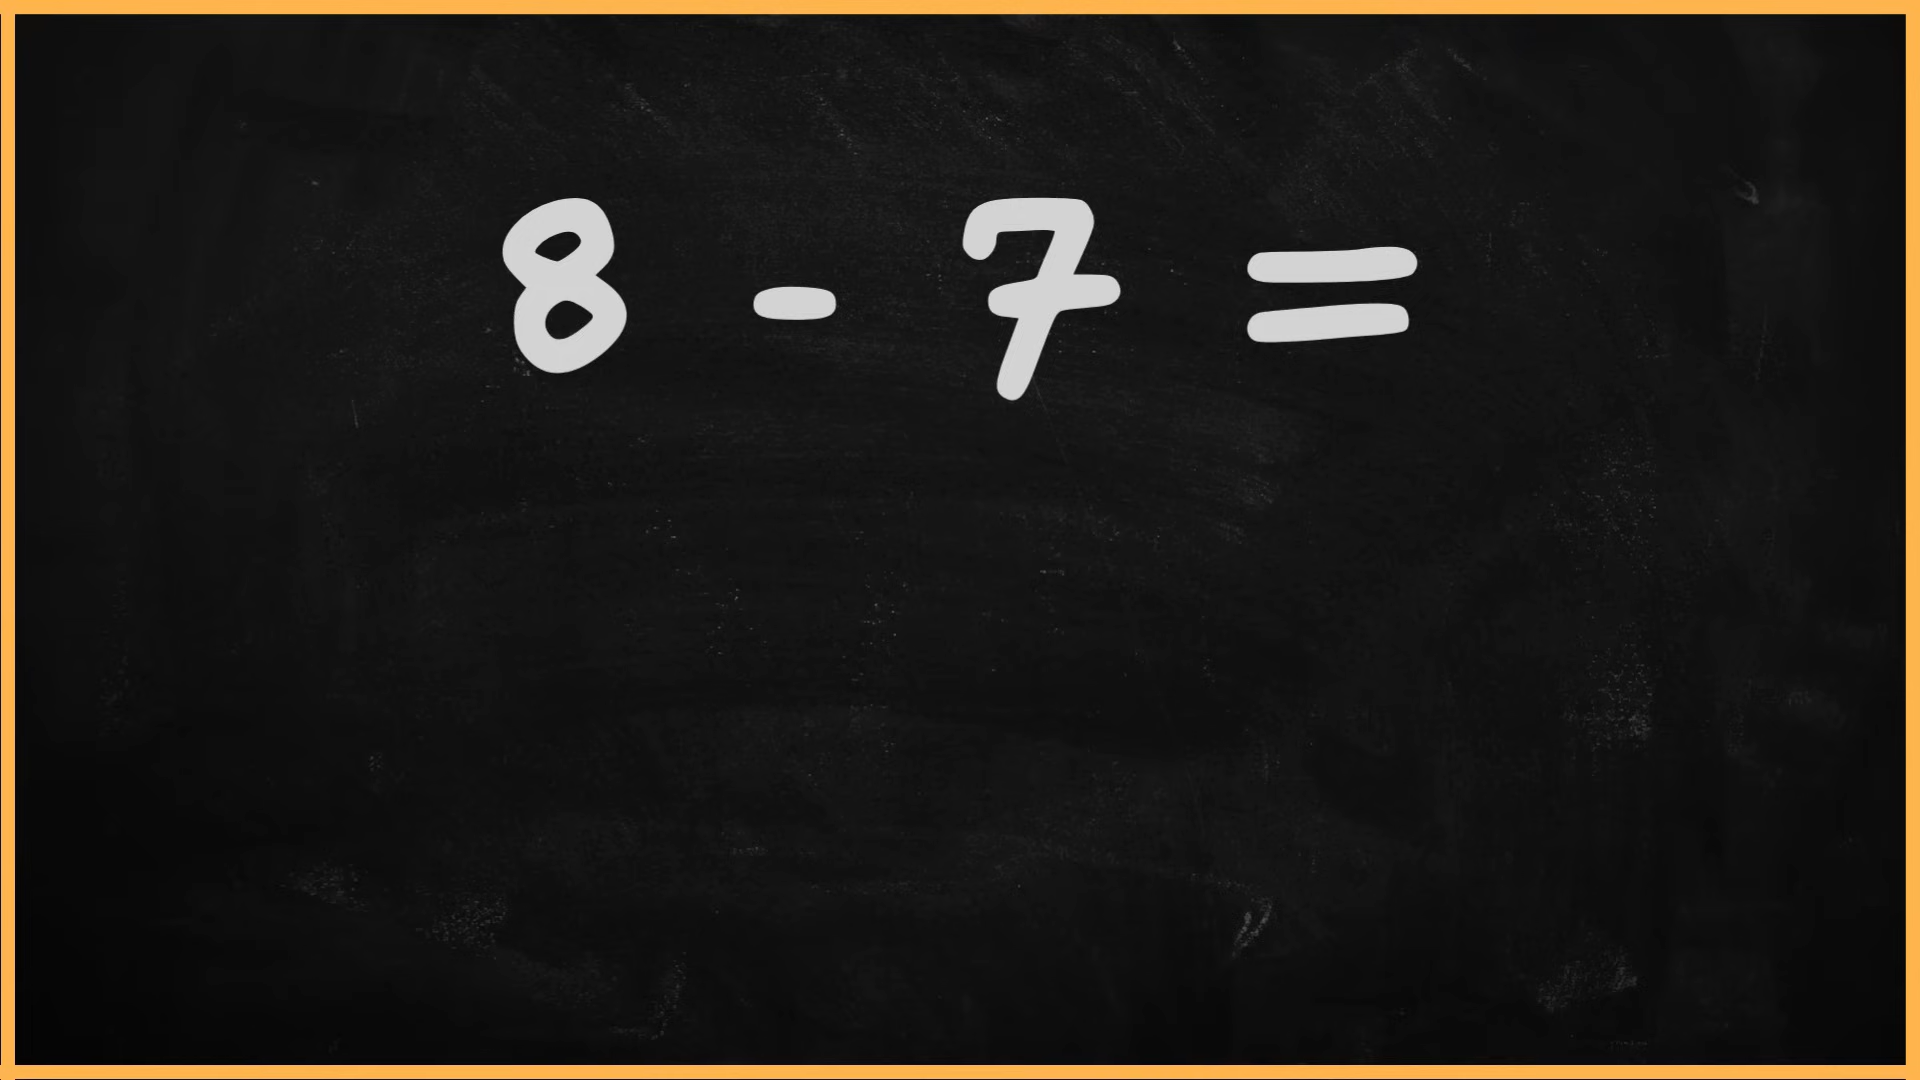 8 - 7 =